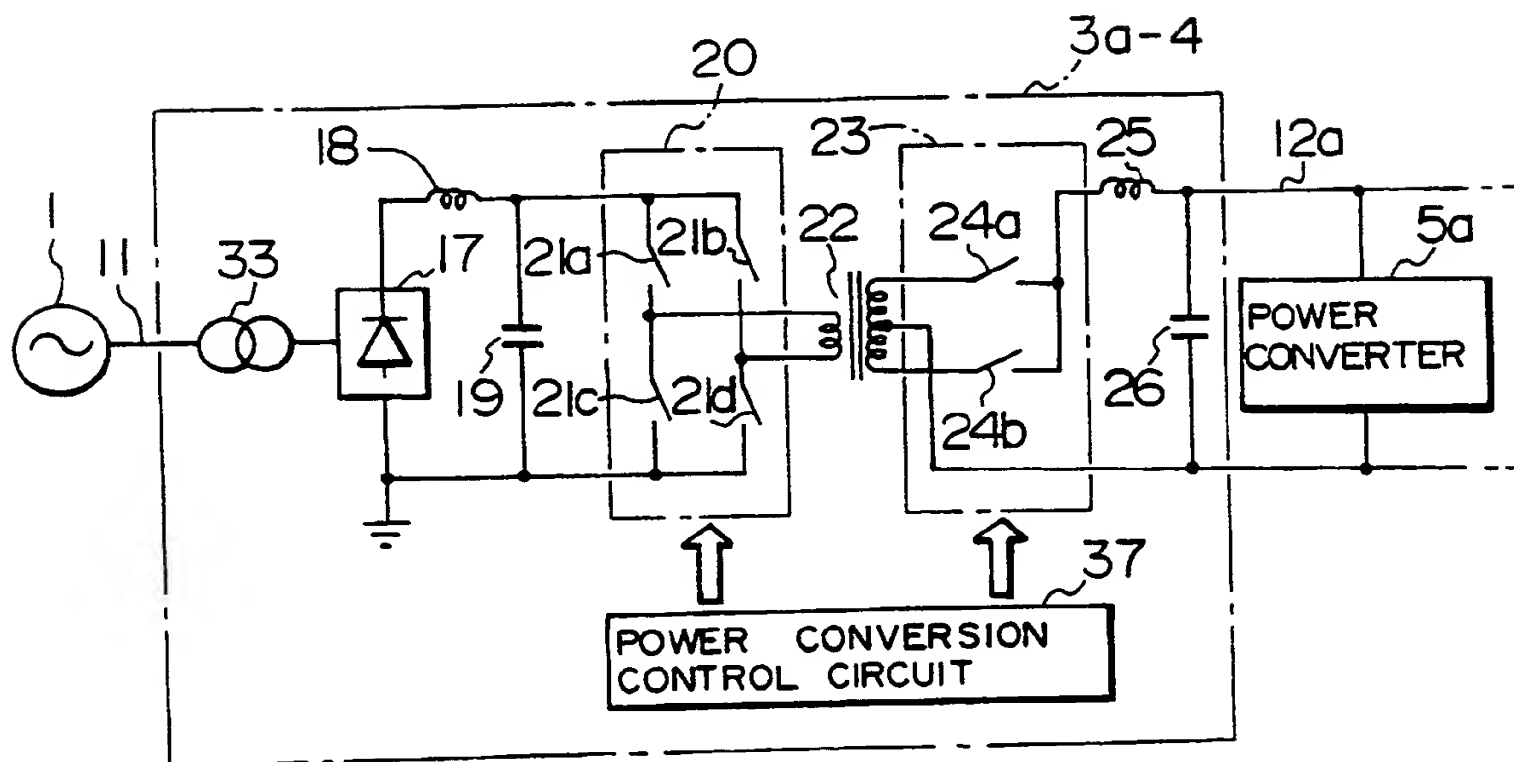 3a-4
20
18
23
25
12a
1
11
33
17
21a
21b
22
24a
5a
POWER
CONVERTER
19
21c
21d
24b
26
37
POWER CONVERSION
CONTROL CIRCUIT